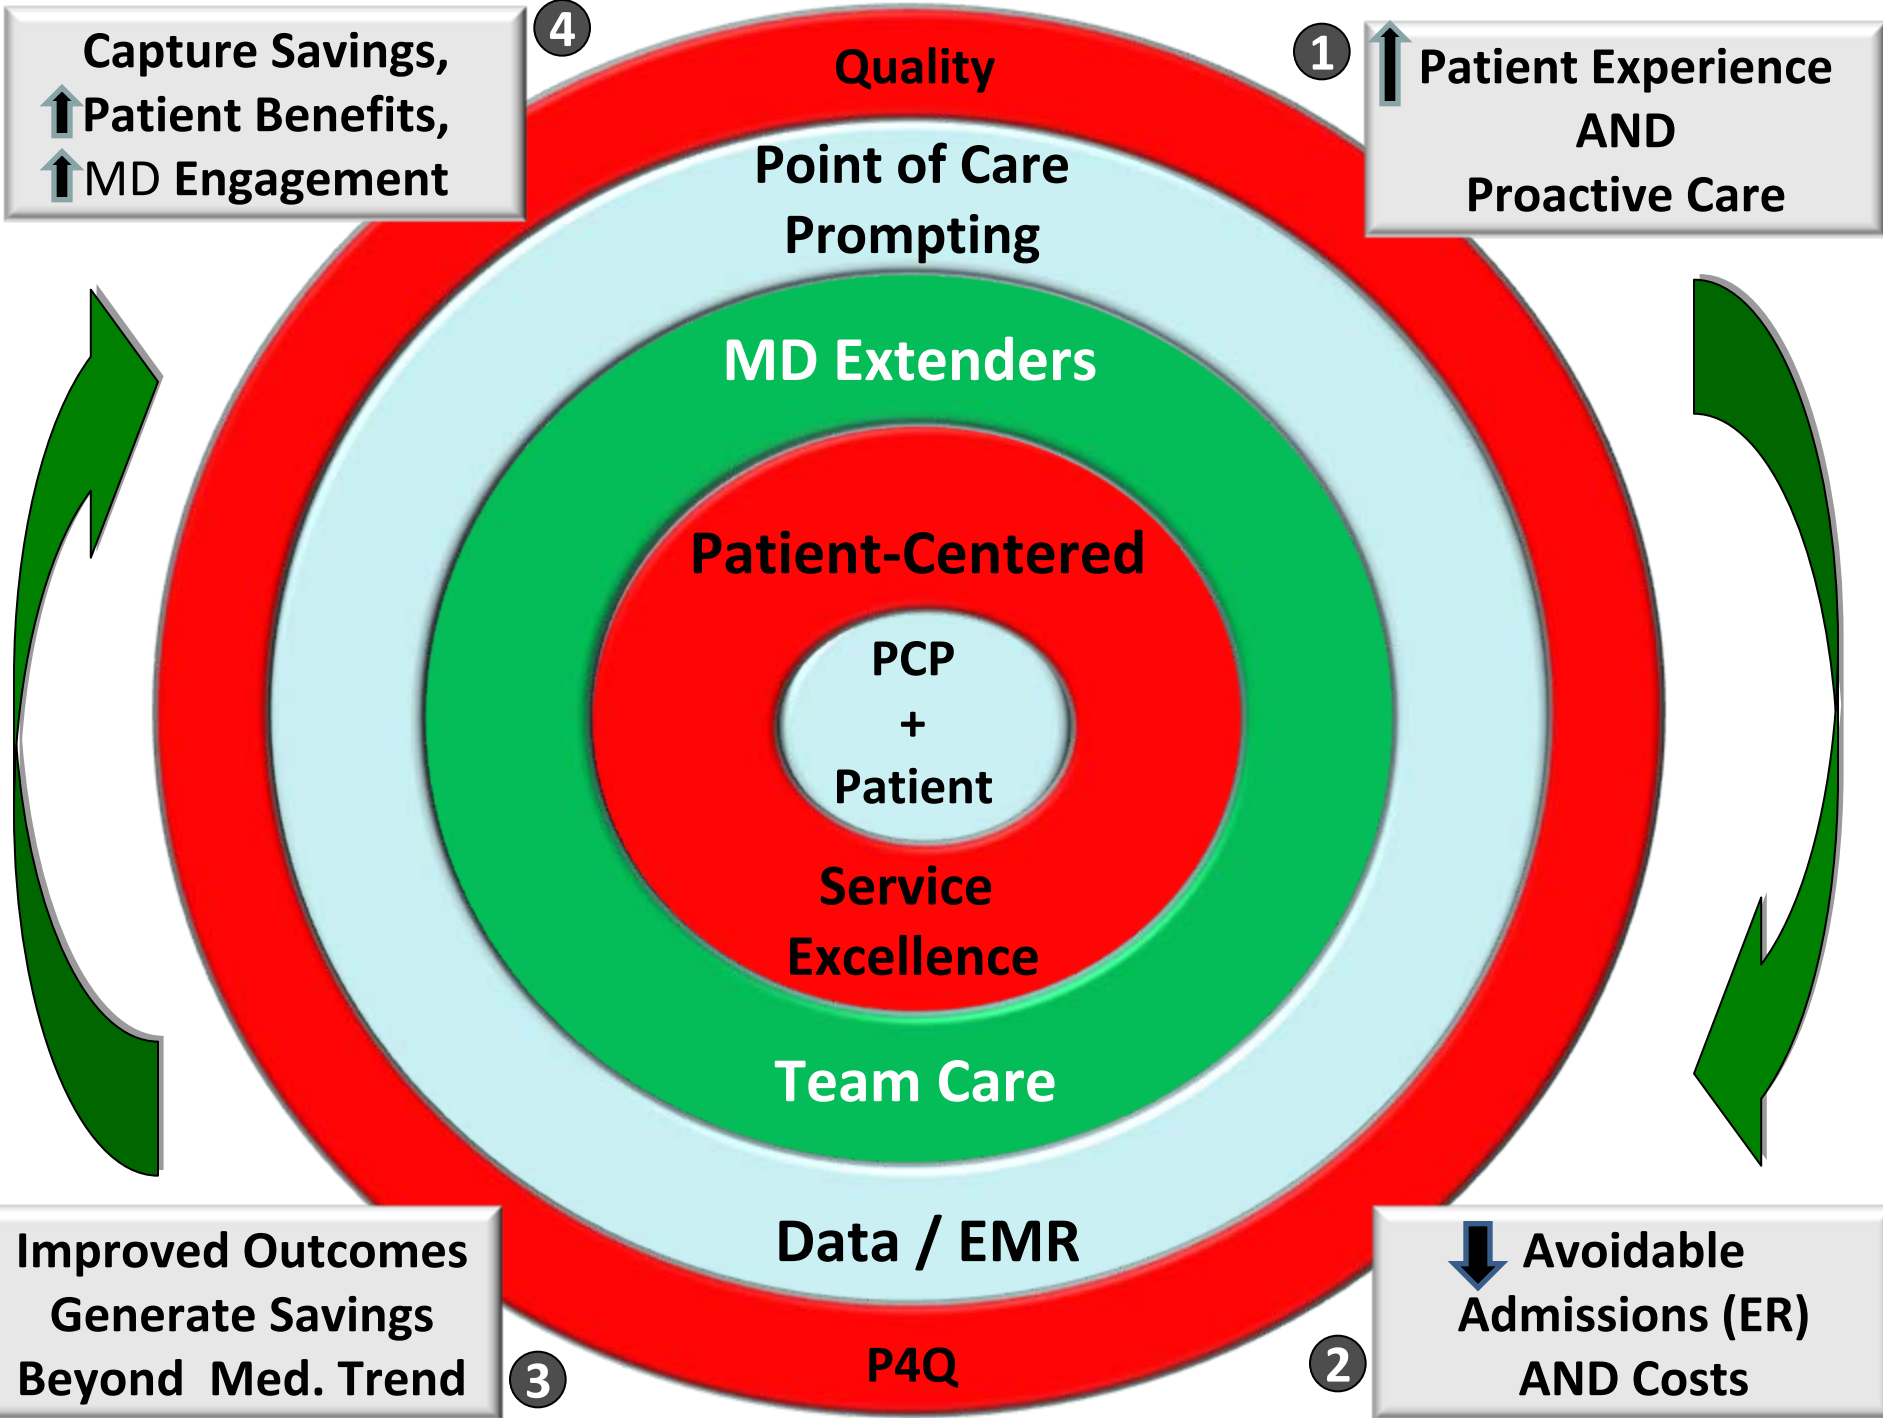 Capture Savings,
Patient Benefits,
MD Engagement
4
1
Patient Experience
AND
Proactive Care
Quality
Point of Care
Prompting
MD Extenders
Patient-Centered
PCP
+
Patient
Service
Excellence
Team Care
Data / EMR
P4Q
Improved Outcomes
Generate Savings
Beyond Med. Trend
3
2
Avoidable
Admissions (ER)
AND Costs